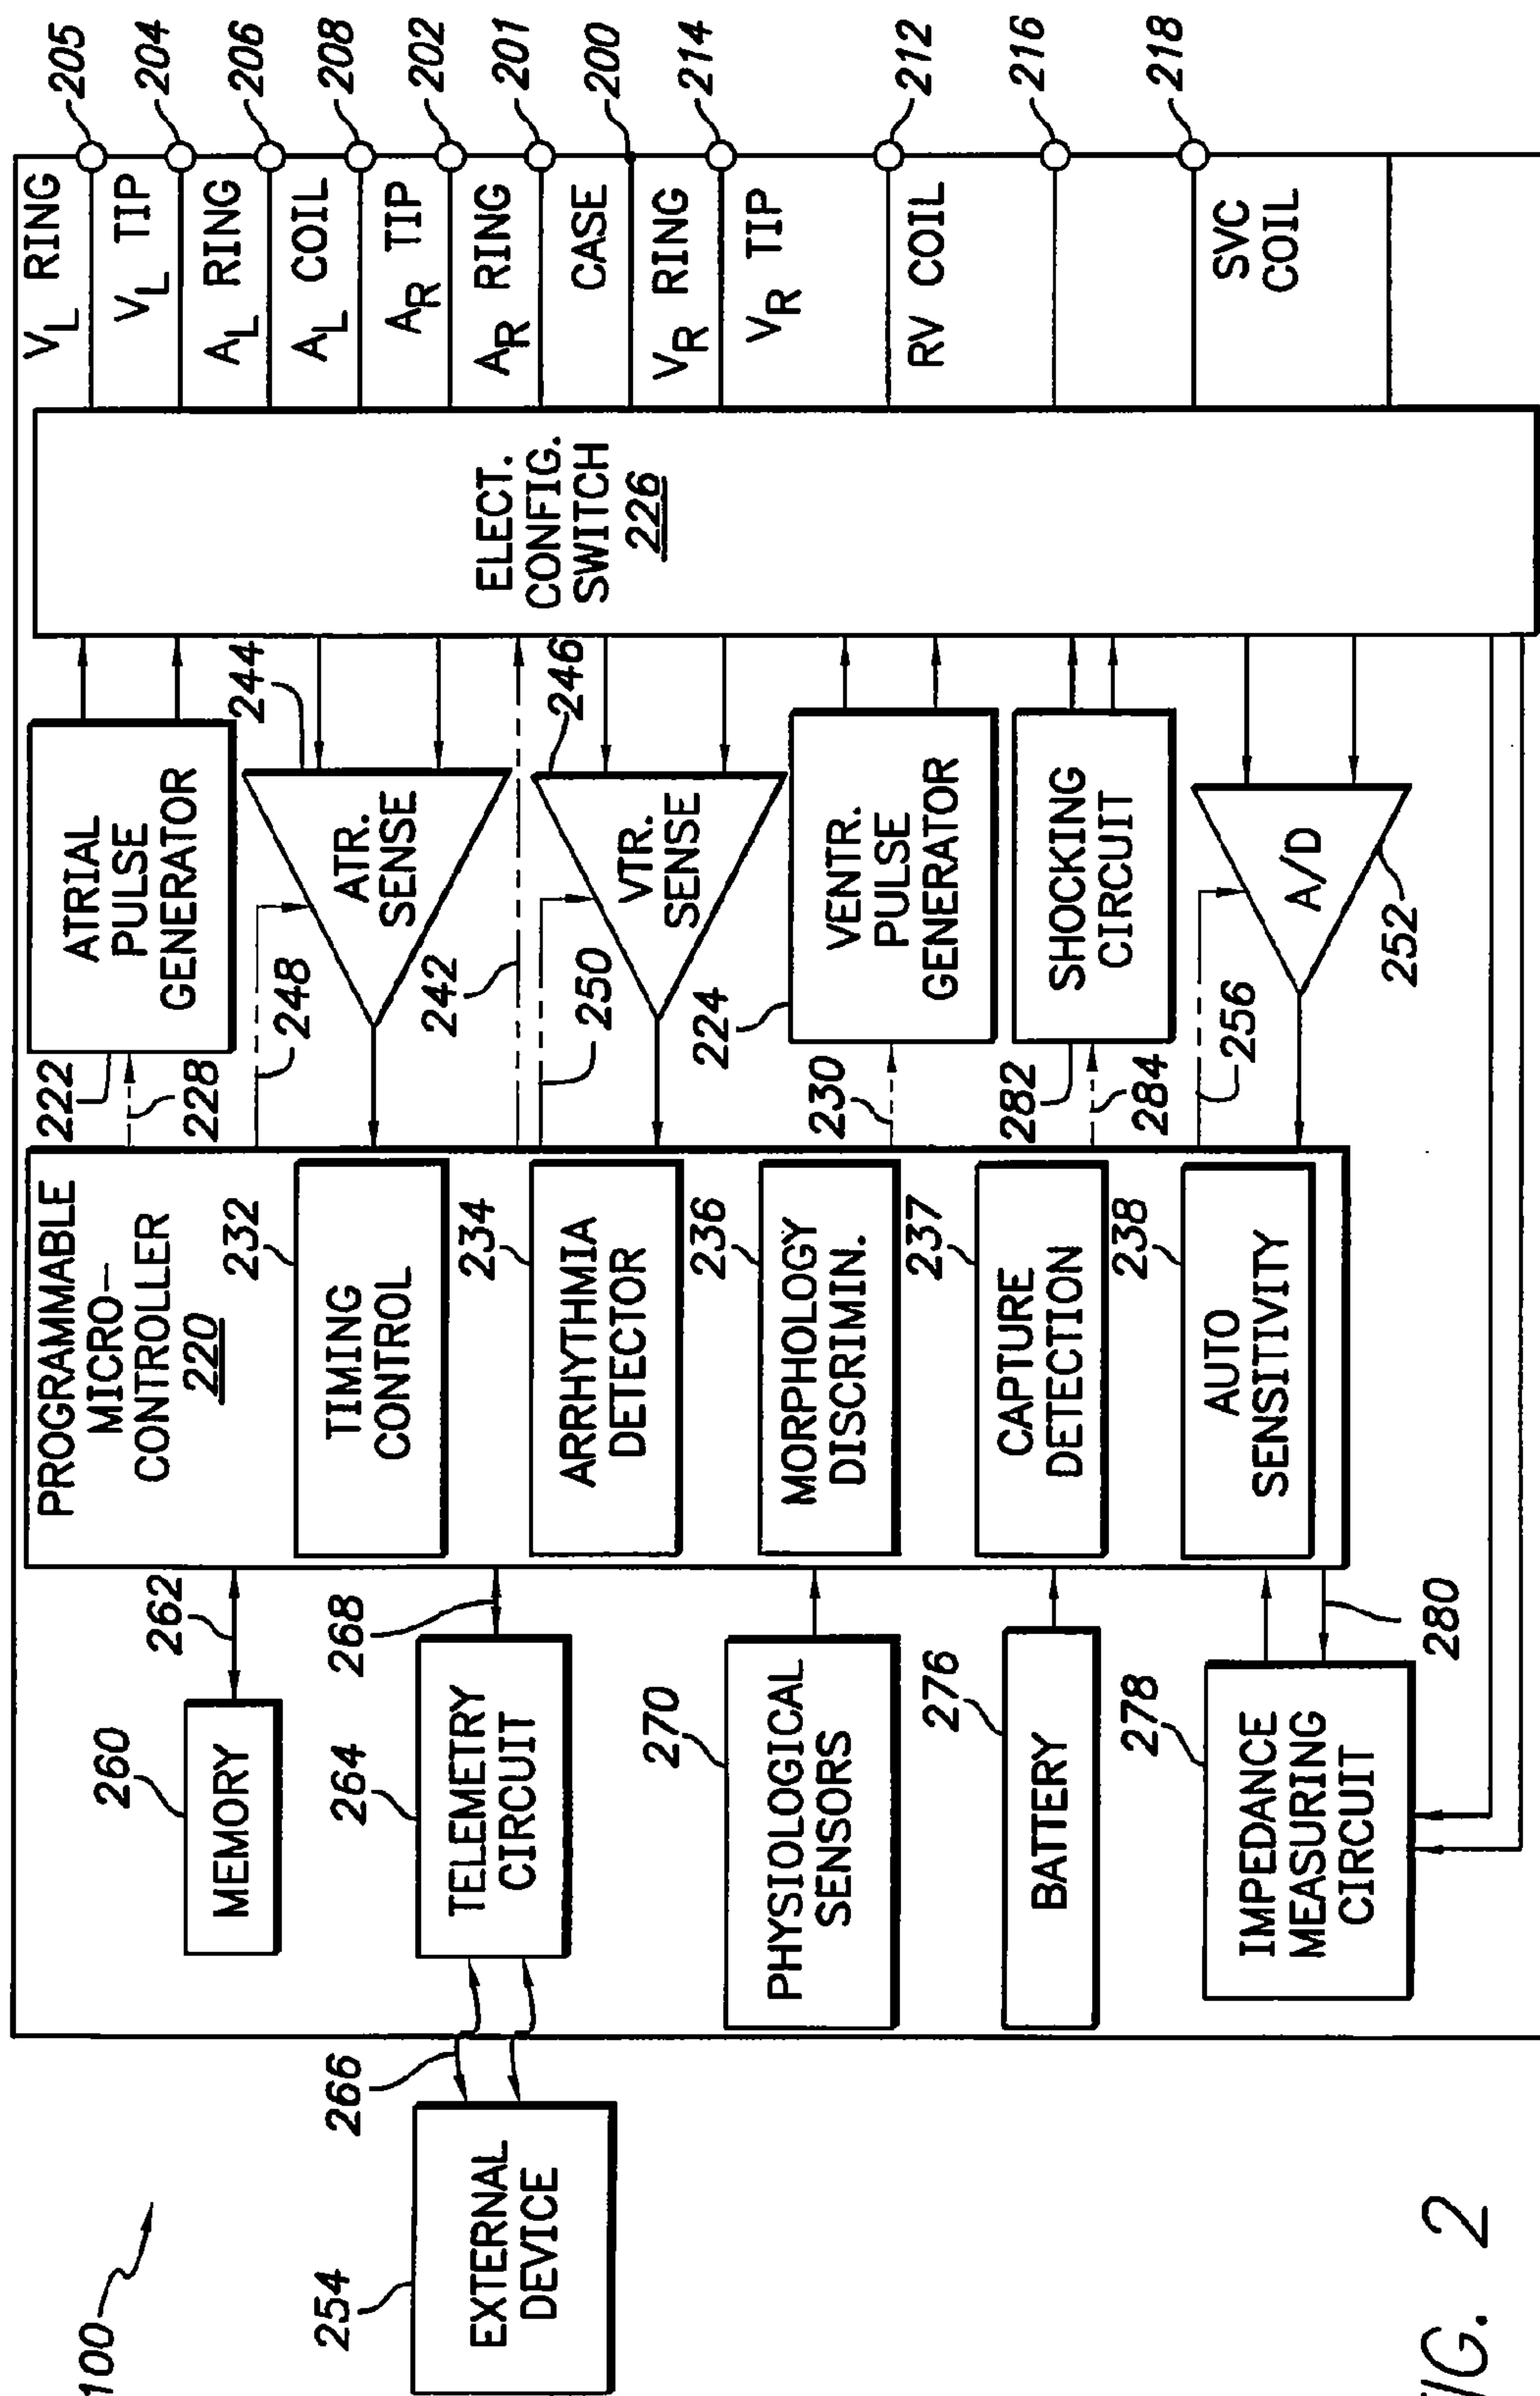 100
254
EXTERNAL
DEVICE
266
260
MEMORY
262
264
TELEMETRY
CIRCUIT
268
270
PHYSIOLOGICAL
SENSORS
276
BATTERY
278
IMPEDANCE
MEASURING
CIRCUIT
280
PROGRAMMABLE
MICRO-
CONTROLLER
220
232
TIMING
CONTROL
234
ARRHYTHMIA
DETECTOR
236
MORPHOLOGY
DISCRIMIN.
237
CAPTURE
DETECTION
238
AUTO
SENSITIVITY
222
228
ATRIAL
PULSE
GENERATOR
248
244
ATR.
SENSE
242
250
246
VTR.
SENSE
224
230
VENTR.
PULSE
GENERATOR
282
284
SHOCKING
CIRCUIT
256
A/D
252
ELECT.
CONFIG.
SWITCH
226
VL RING
205
VL TIP
204
AL RING
206
AL COIL
208
AR TIP
202
AR RING
201
CASE
200
VR RING
214
VR TIP
212
RV COIL
216
218
SVC
COIL
2